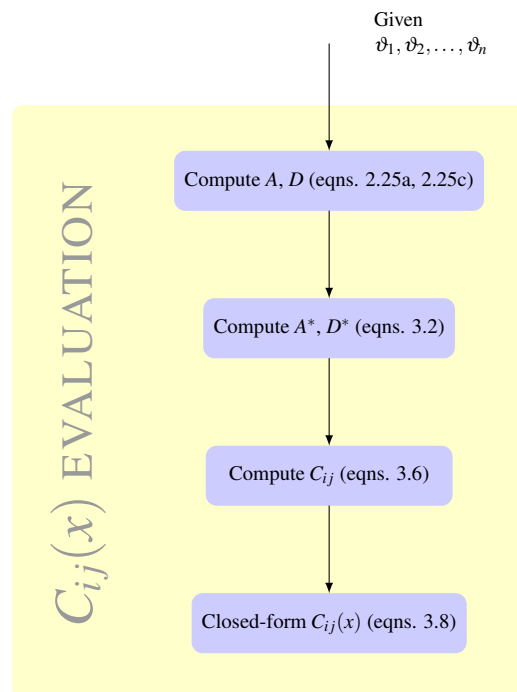 Given
ϑ₁, ϑ₂, …, ϑₙ
Compute A, D (eqns. 2.25a, 2.25c)
Compute A*, D* (eqns. 3.2)
Compute Cᵢⱼ (eqns. 3.6)
Closed-form Cᵢⱼ(x) (eqns. 3.8)
Cᵢⱼ(x) EVALUATION